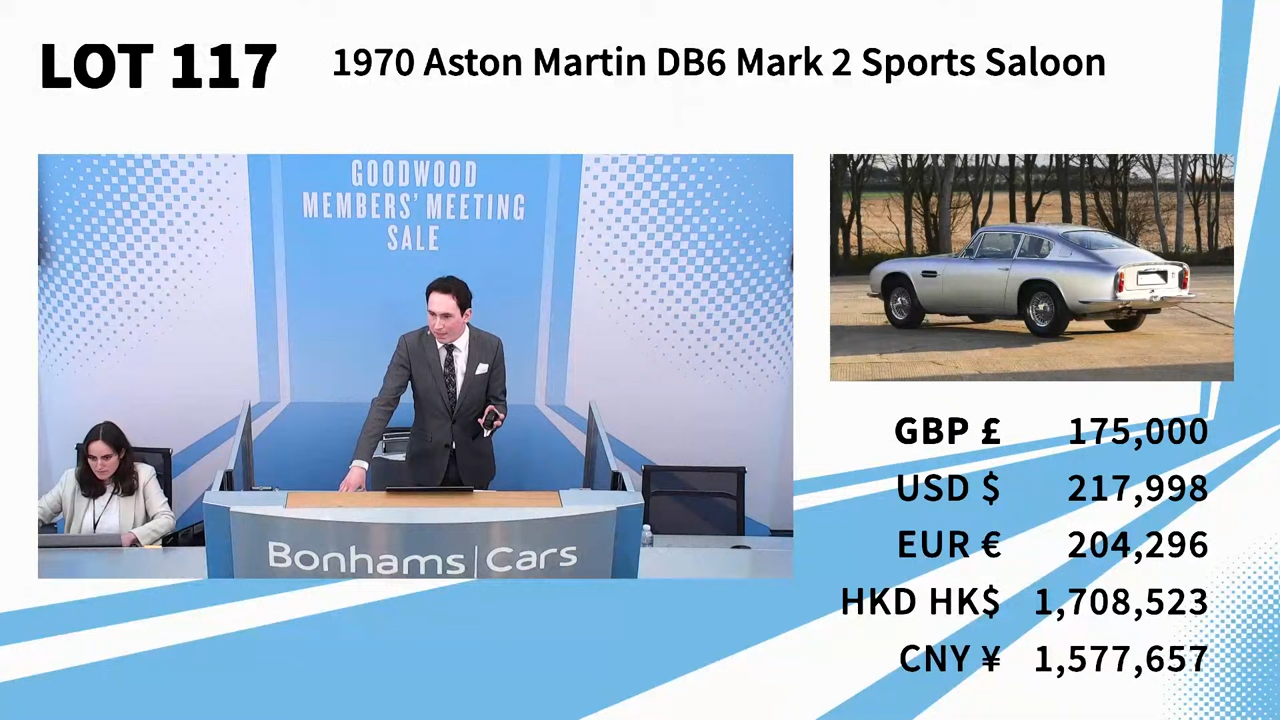 LOT 117
1970 Aston Martin DB6 Mark 2 Sports Saloon
GOODWOOD
MEMBERS' MEETING
SALE
Bonhams | Cars
GBP £ 175,000
USD $ 217,998
EUR € 204,296
HKD HK$ 1,708,523
CNY ¥ 1,577,657